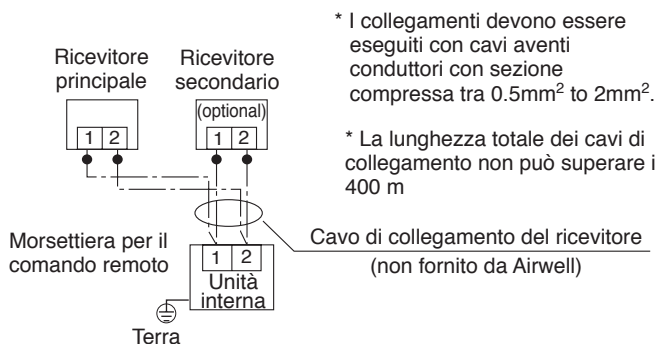 * I collegamenti devono essere
eseguiti con cavi aventi
conduttori con sezione
compressa tra 0.5mm² to 2mm².
* La lunghezza totale dei cavi di
collegamento non può superare i
400 m
Ricevitore
principale
Ricevitore
secondario
(optional)
1 2
1 2
Morsettiera per il
comando remoto
1 2
Unità
interna
Terra
Cavo di collegamento del ricevitore
(non fornito da Airwell)